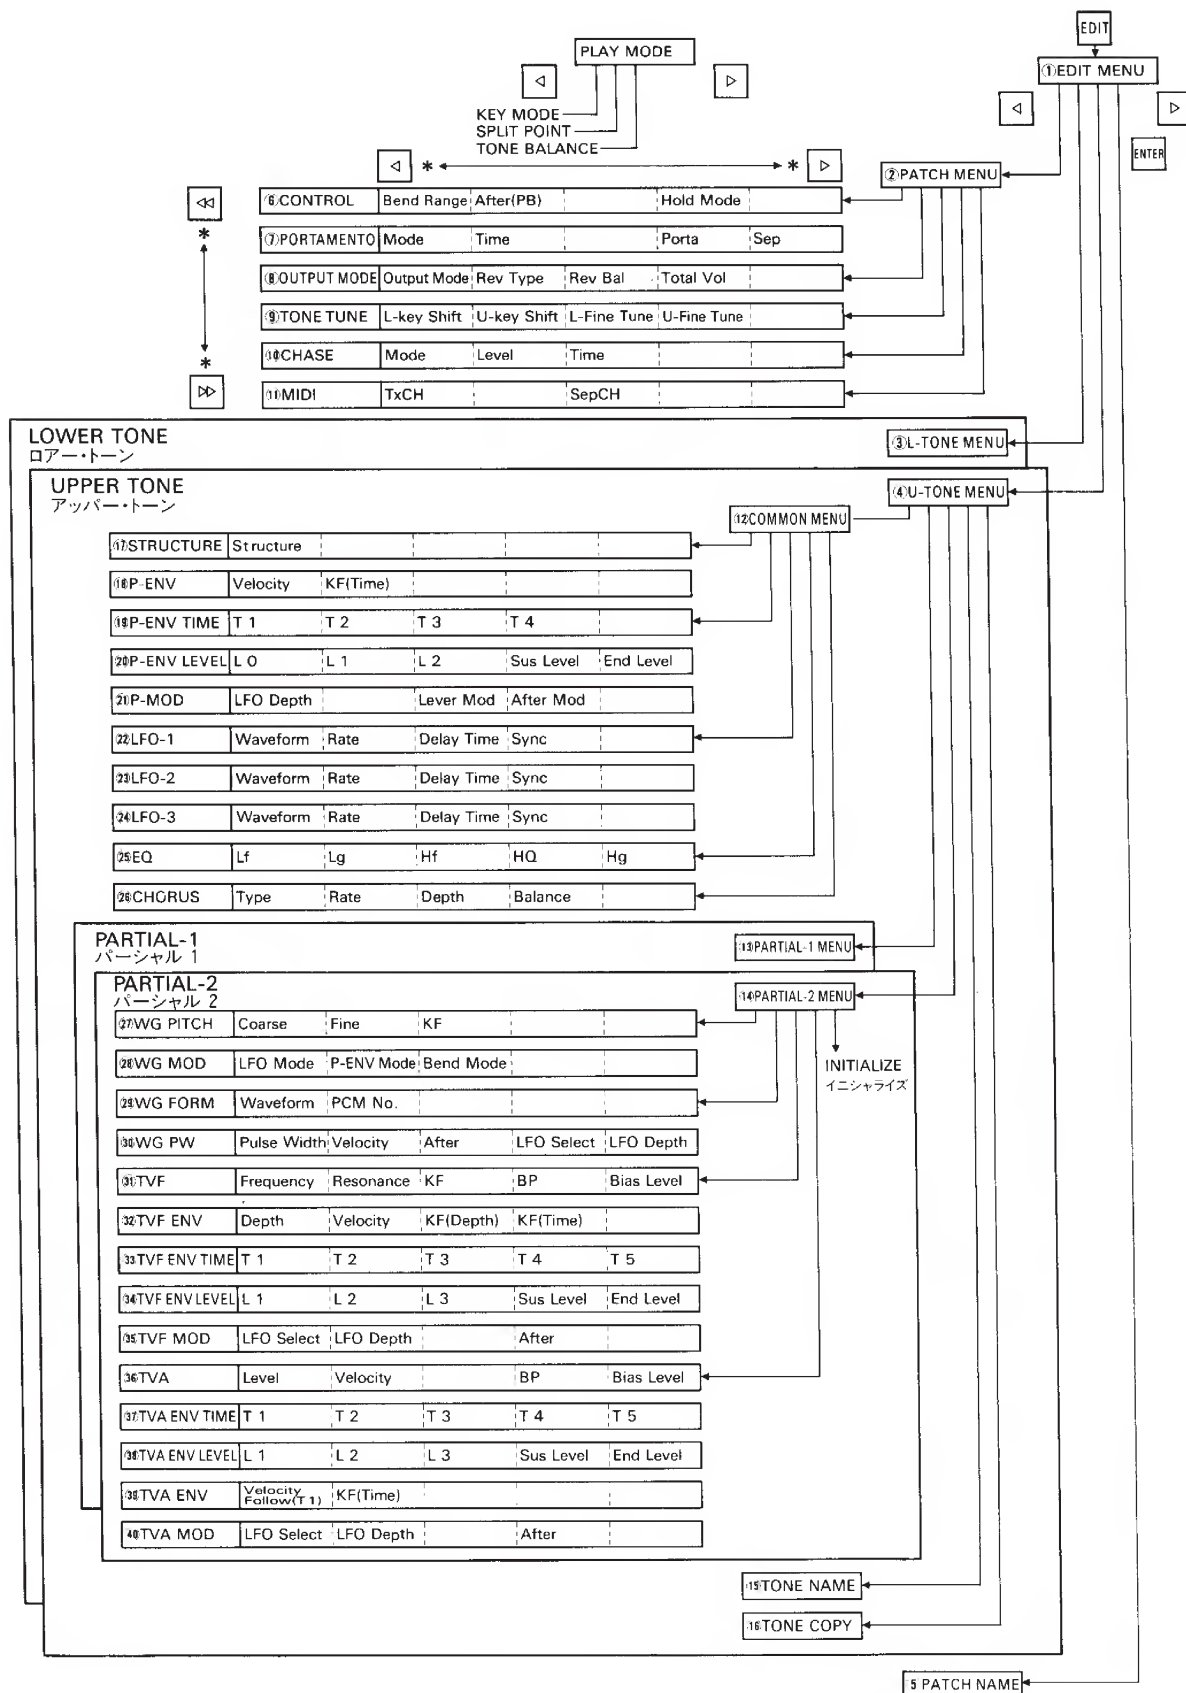 EDIT
PLAY MODE
①EDIT MENU
KEY MODE
SPLIT POINT
TONE BALANCE
ENTER
* *
②PATCH MENU
⑥CONTROL Bend Range After(PB) Hold Mode
*
⑦PORTAMENTO Mode Time Porta Sep
⑧OUTPUT MODE Output Mode Rev Type Rev Bal Total Vol
⑨TONE TUNE L-key Shift U-key Shift L-Fine Tune U-Fine Tune
⑩CHASE Mode Level Time
*
⑪MIDI TxCH SepCH
LOWER TONE
ロアー・トーン
③L-TONE MENU
UPPER TONE
アッパー・トーン
④U-TONE MENU
⑫COMMON MENU
⑰STRUCTURE Structure
⑱P-ENV Velocity KF(Time)
⑲P-ENV TIME T 1 T 2 T 3 T 4
⑳P-ENV LEVEL L 0 L 1 L 2 Sus Level End Level
㉑P-MOD LFO Depth Lever Mod After Mod
㉒LFO-1 Waveform Rate Delay Time Sync
㉓LFO-2 Waveform Rate Delay Time Sync
㉔LFO-3 Waveform Rate Delay Time Sync
㉕EQ Lf Lg Hf HQ Hg
㉖CHORUS Type Rate Depth Balance
PARTIAL-1
パーシャル 1
⑬PARTIAL-1 MENU
PARTIAL-2
パーシャル 2
⑭PARTIAL-2 MENU
㉗WG PITCH Coarse Fine KF
㉘WG MOD LFO Mode P-ENV Mode Bend Mode
INITIALIZE
イニシャライズ
㉙WG FORM Waveform PCM No.
㉚WG PW Pulse Width Velocity After LFO Select LFO Depth
㉛TVF Frequency Resonance KF BP Bias Level
㉜TVF ENV Depth Velocity KF(Depth) KF(Time)
㉝TVF ENV TIME T 1 T 2 T 3 T 4 T 5
㉞TVF ENV LEVEL L 1 L 2 L 3 Sus Level End Level
㉟TVF MOD LFO Select LFO Depth After
㊱TVA Level Velocity BP Bias Level
㊲TVA ENV TIME T 1 T 2 T 3 T 4 T 5
㊳TVA ENV LEVEL L 1 L 2 L 3 Sus Level End Level
㊴TVA ENV Velocity Follow(T1) KF(Time)
㊵TVA MOD LFO Select LFO Depth After
⑮TONE NAME
⑯TONE COPY
5 PATCH NAME